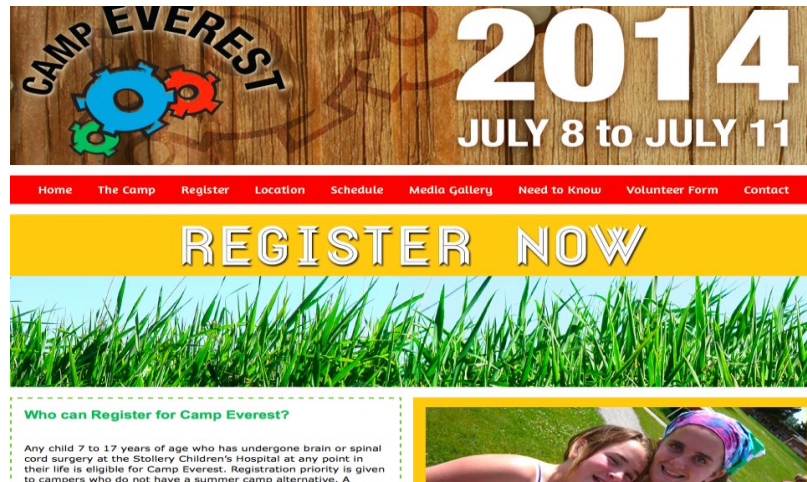 CAMP EVEREST
2014
JULY 8 to JULY 11
Home The Camp Register Location Schedule Media Gallery Need to Know Volunteer Form Contact
REGISTER NOW
Who can Register for Camp Everest?
Any child 7 to 17 years of age who has undergone brain or spinal
cord surgery at the Stollery Children's Hospital at any point in
their life is eligible for Camp Everest. Registration priority is given
to campers who do not have a summer camp alternative. A